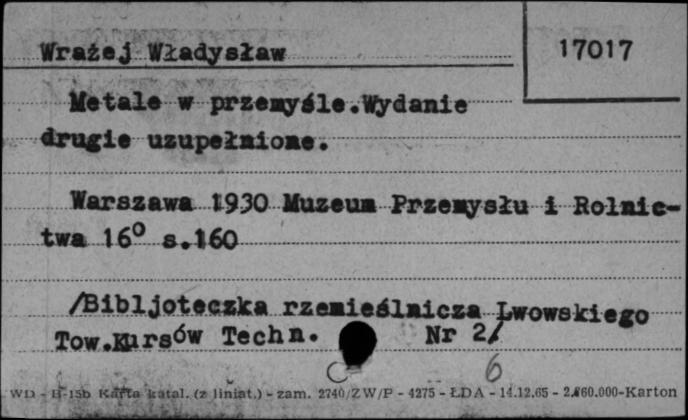 17017
Wrażej Władysław
Metale w przemyśle.Wydanie
drugie uzupełnione.
Warszawa 1930 Muzeum Przemysłu i Rolnic-
twa 16⁰ s.160
/Bibljoteczka rzemieślnicza Lwowskiego
Tow.Kursów Techn. Nr 2/
6
WD - B-15b Karta katal. (z liniat.) - zam. 2740/ZW/P - 4275 - ŁDA - 14.12.65 - 2.860.000-Karton